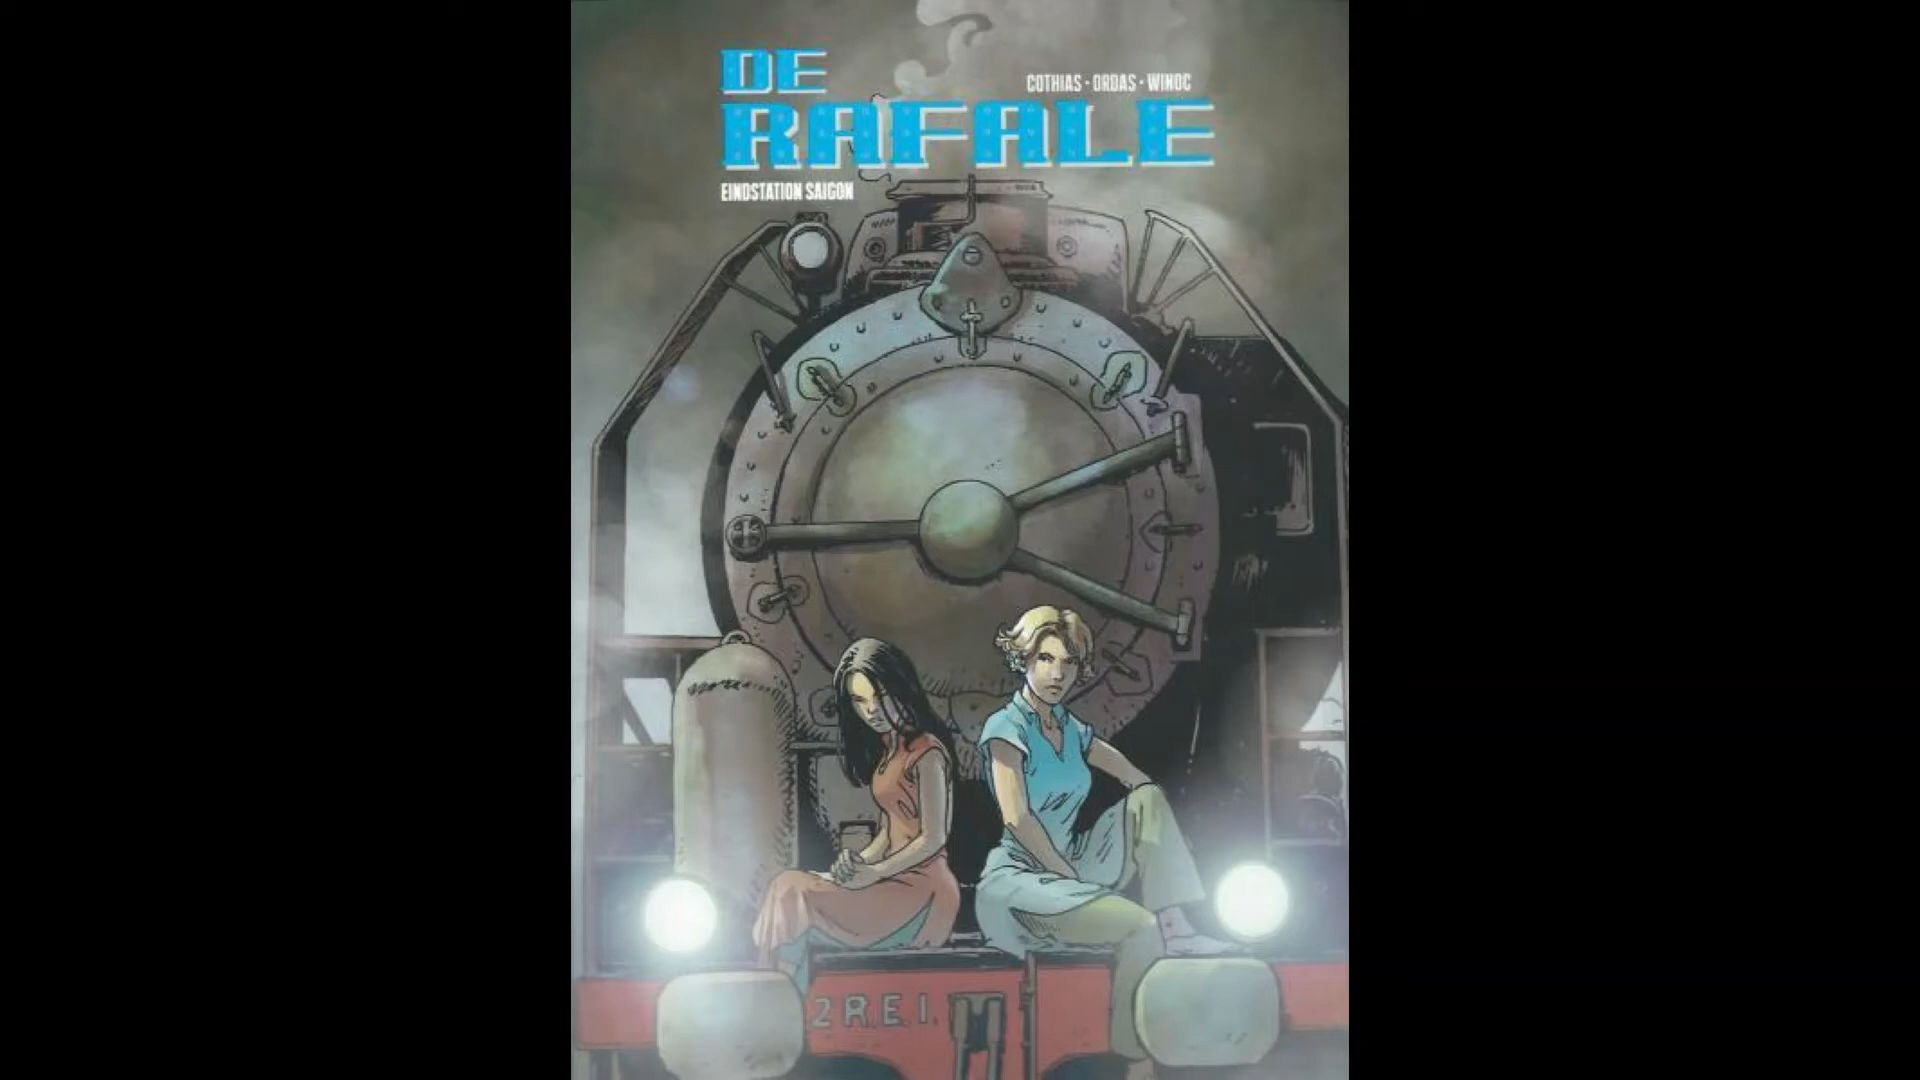 DE
COTHIAS • ORDAS • WINOC
RAFALE
EINDSTATION SAIGON
2 R.E.I.